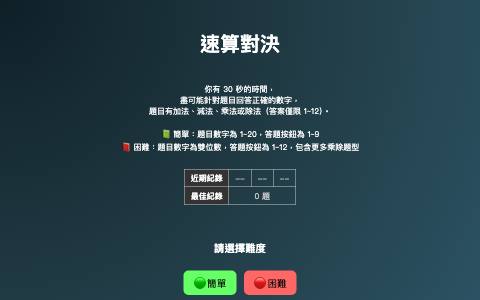 速算對決
你有 30 秒的時間，
盡可能針對題目回答正確的數字。
題目有加法、減法、乘法或除法（答案僅限 1~12）。
簡單：題目數字為 1~20，答題按鈕為 1~9
困難：題目數字為雙位數，答題按鈕為 1~12，包含更多乘除題型
近期紀錄 -- -- --
最佳紀錄 0 題
請選擇難度
簡單 困難